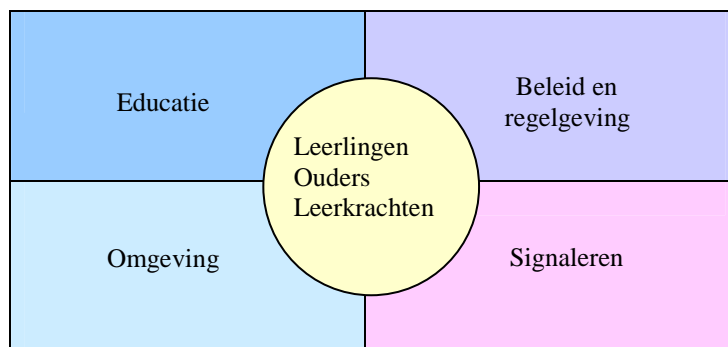 Educatie
Beleid en
regelgeving
Leerlingen
Ouders
Leerkrachten
Omgeving
Signaleren